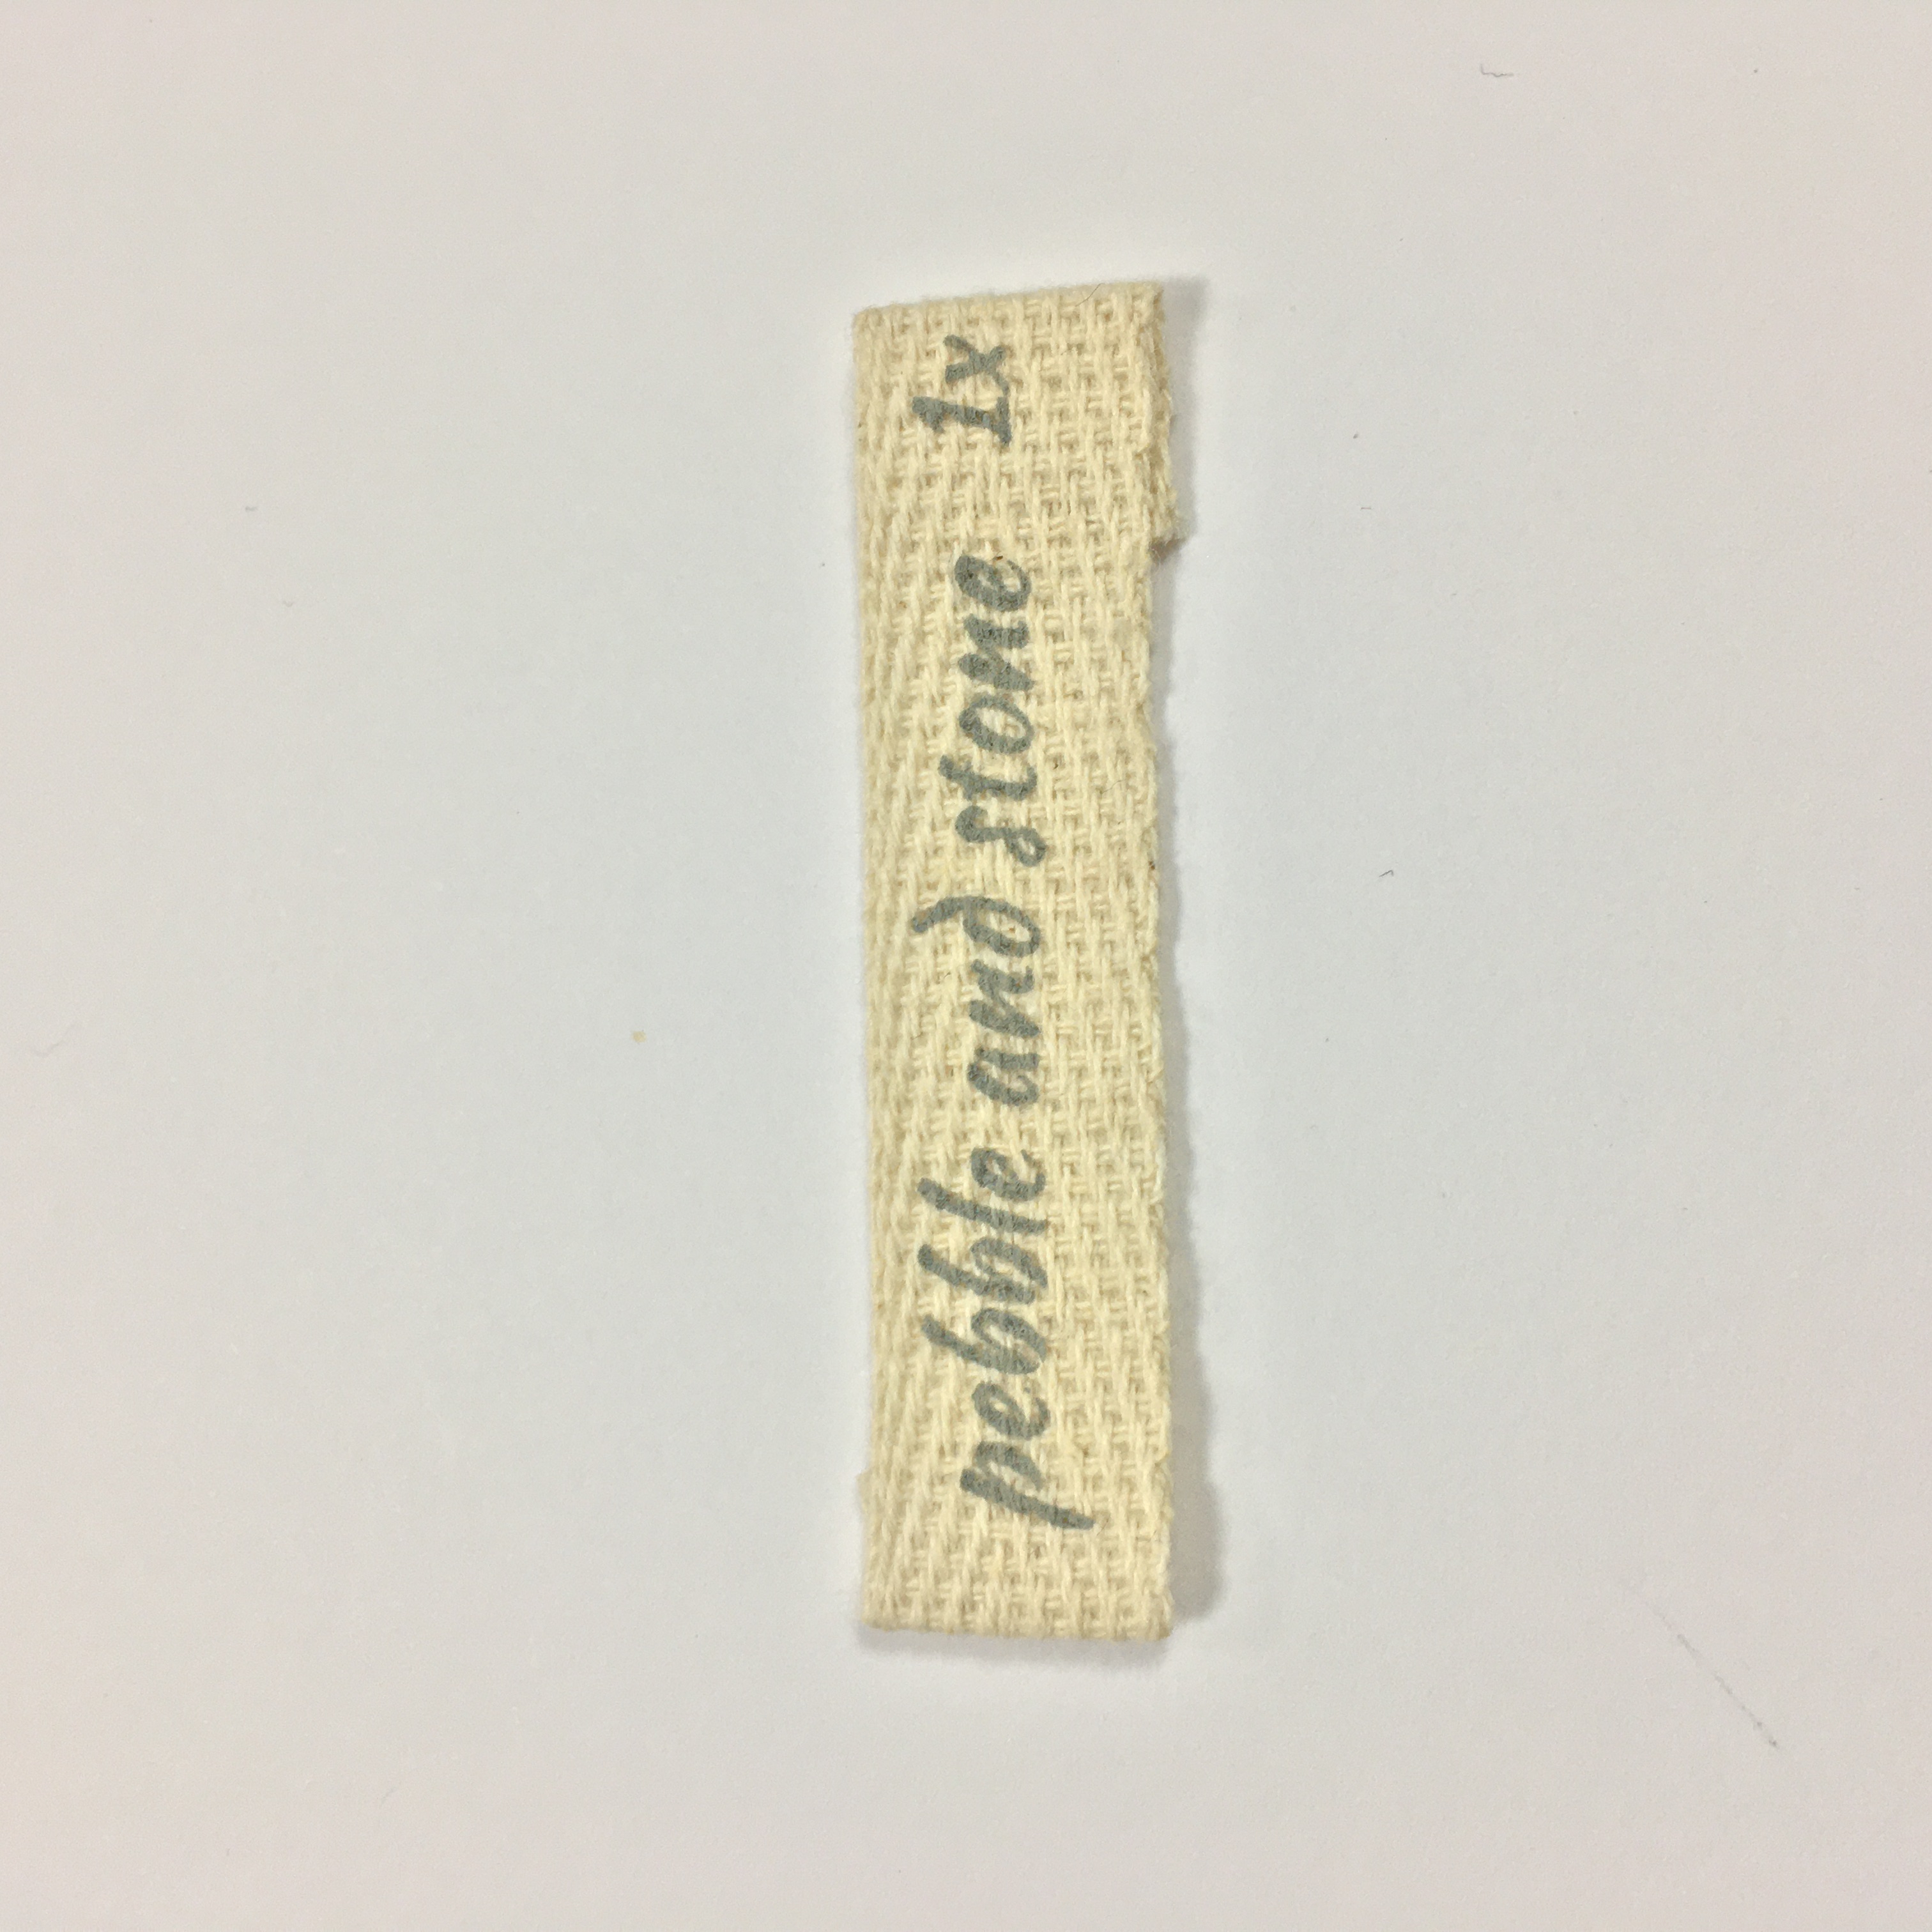 pebble and stone 1x